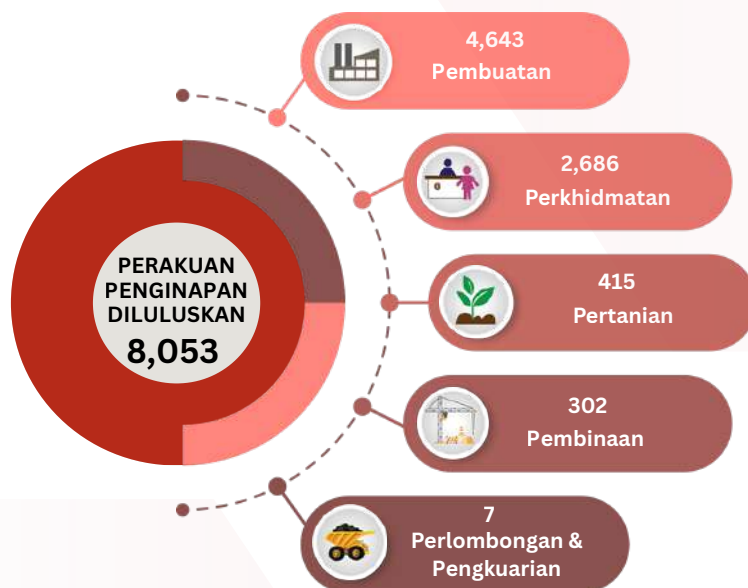 4,643
Pembuatan
2,686
Perkhidmatan
415
Pertanian
302
Pembinaan
7
Perlombongan &
Pengkuarian
PERAKUAN
PENGINAPAN
DILULUSKAN
8,053